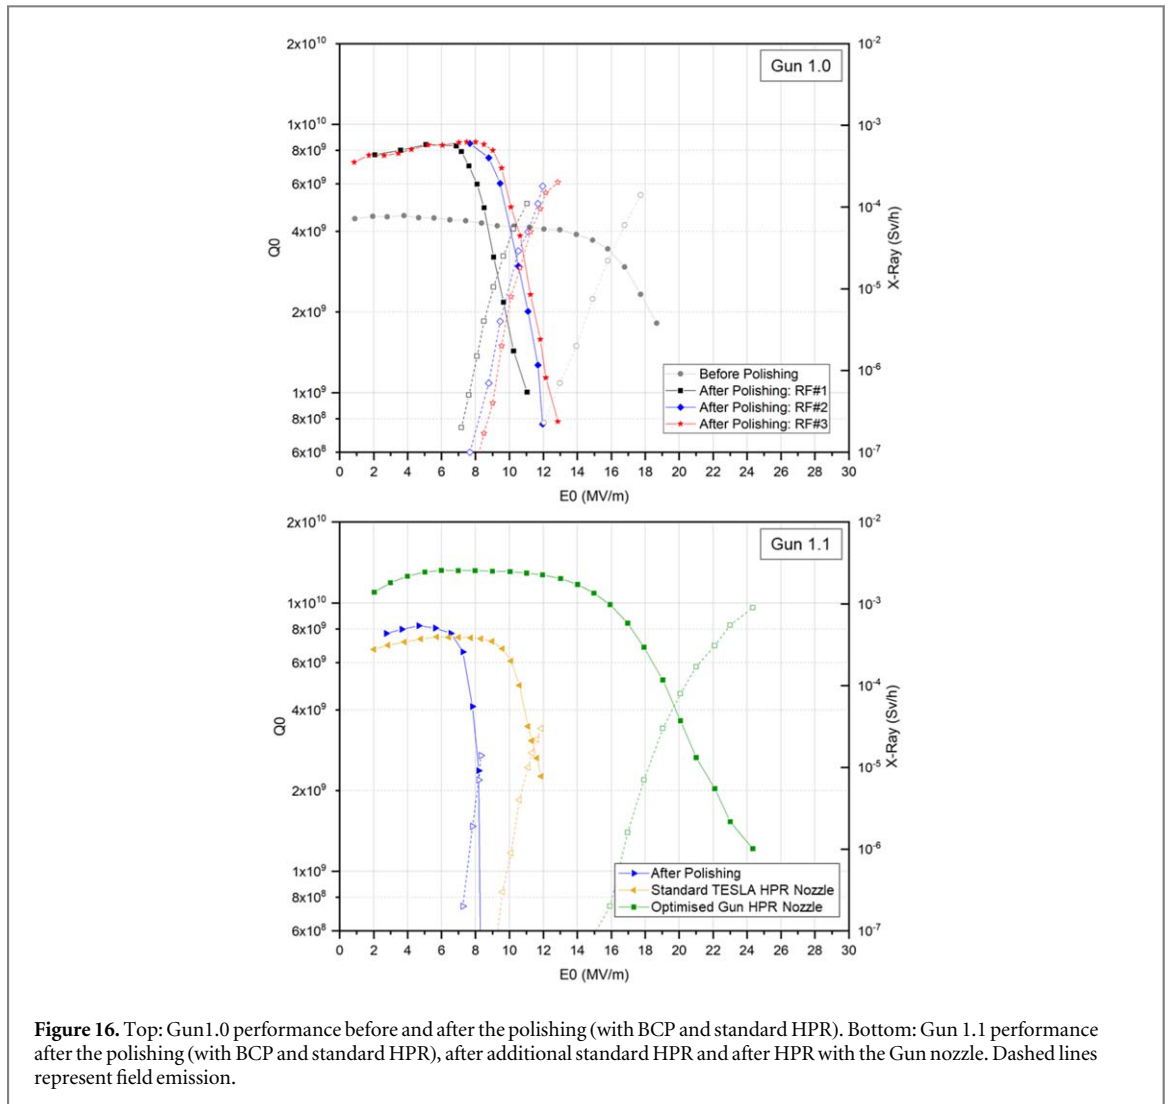 Gun 1.0
2x10^10
1x10^10
8x10^9
6x10^9
4x10^9
2x10^9
1x10^9
8x10^8
6x10^8
Q0
10^-2
10^-3
10^-4
10^-5
10^-6
10^-7
X-Ray (Sv/h)
Before Polishing
After Polishing: RF#1
After Polishing: RF#2
After Polishing: RF#3
0 2 4 6 8 10 12 14 16 18 20 22 24 26 28 30
E0 (MV/m)
Gun 1.1
2x10^10
1x10^10
8x10^9
6x10^9
4x10^9
2x10^9
1x10^9
8x10^8
6x10^8
Q0
10^-2
10^-3
10^-4
10^-5
10^-6
10^-7
X-Ray (Sv/h)
After Polishing
Standard TESLA HPR Nozzle
Optimised Gun HPR Nozzle
0 2 4 6 8 10 12 14 16 18 20 22 24 26 28 30
E0 (MV/m)
Figure 16. Top: Gun1.0 performance before and after the polishing (with BCP and standard HPR). Bottom: Gun 1.1 performance
after the polishing (with BCP and standard HPR), after additional standard HPR and after HPR with the Gun nozzle. Dashed lines
represent field emission.